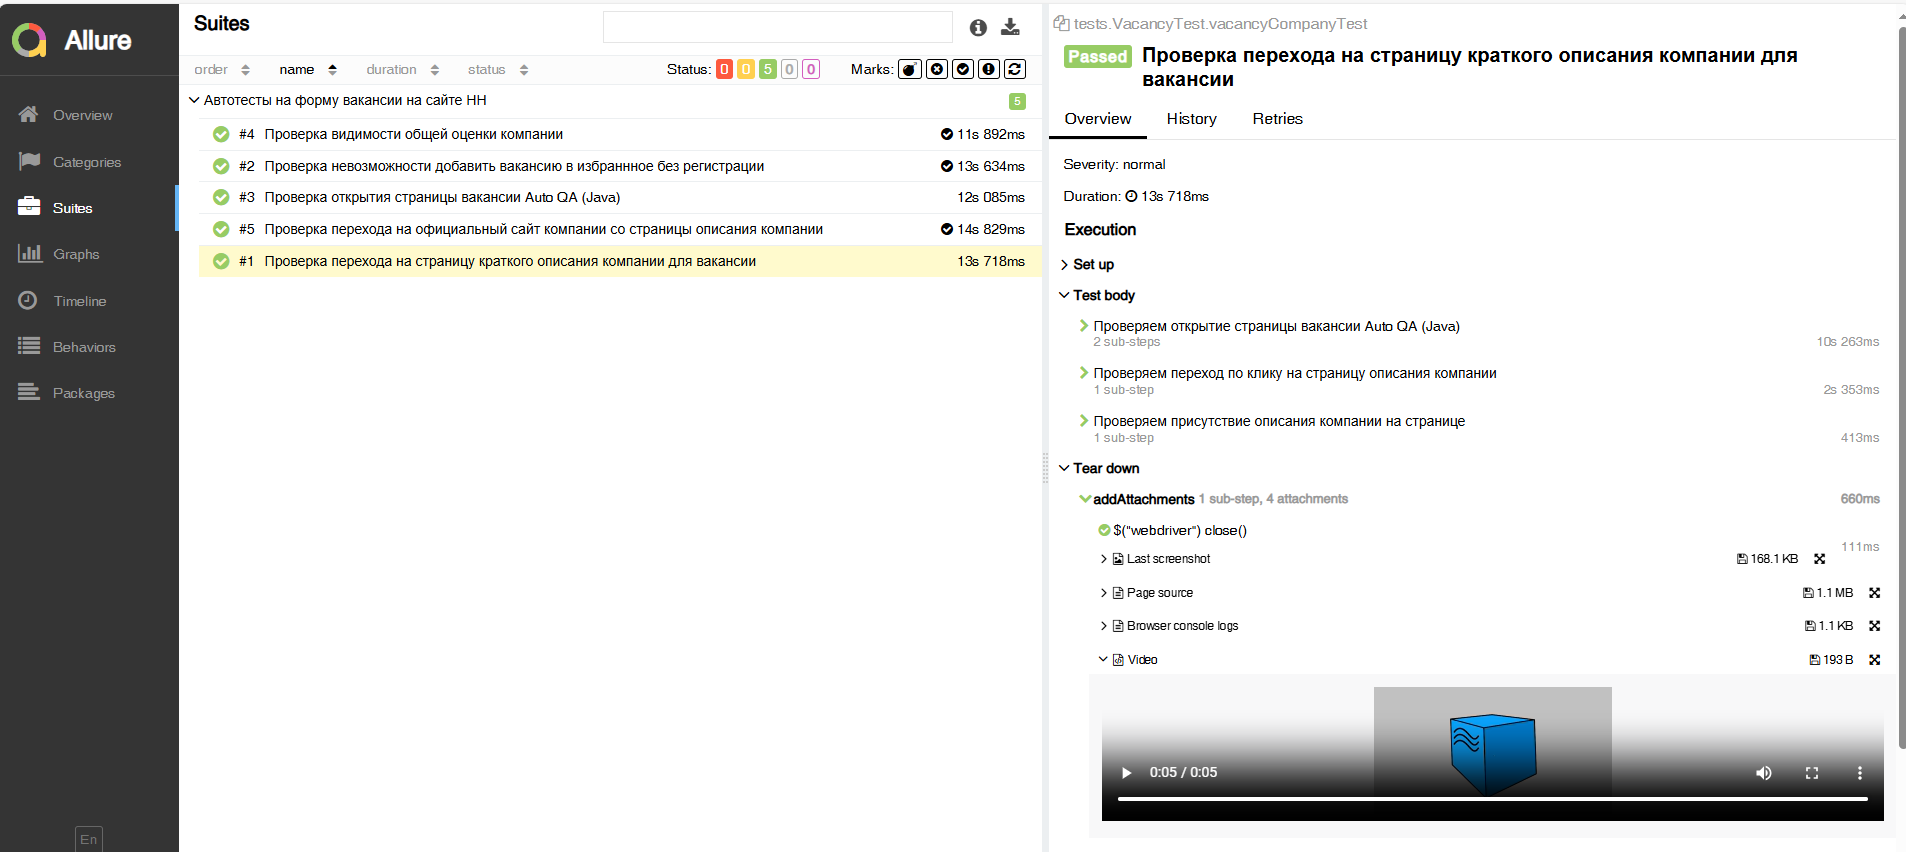 Allure
Overview
Categories
Suites
Graphs
Timeline
Behaviors
Packages
En
Suites
order name duration status Status: 0 0 5 0 0 Marks:
Автотесты на форму вакансии на сайте HH 5
#4 Проверка видимости общей оценки компании 11s 892ms
#2 Проверка невозможности добавить вакансию в избраннное без регистрации 13s 634ms
#3 Проверка открытия страницы вакансии Auto QA (Java) 12s 085ms
#5 Проверка перехода на официальный сайт компании со страницы описания компании 14s 829ms
#1 Проверка перехода на страницу краткого описания компании для вакансии 13s 718ms
tests.VacancyTest.vacancyCompanyTest
Passed Проверка перехода на страницу краткого описания компании для
вакансии
Overview History Retries
Severity: normal
Duration: 13s 718ms
Execution
Set up
Test body
Проверяем открытие страницы вакансии Auto QA (Java)
2 sub-steps 10s 263ms
Проверяем переход по клику на страницу описания компании
1 sub-step 2s 353ms
Проверяем присутствие описания компании на странице
1 sub-step 413ms
Tear down
addAttachments 1 sub-step, 4 attachments 660ms
$("webdriver") close()
111ms
Last screenshot 168.1 KB
Page source 1.1 MB
Browser console logs 1.1 KB
Video 193 B
0:05 / 0:05